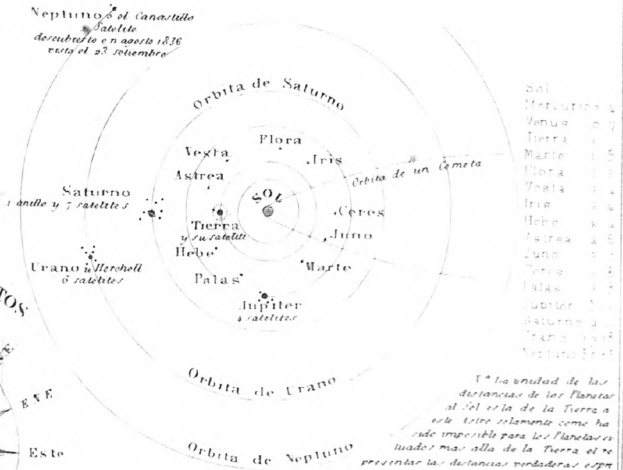 Neptuno ó el Canastillo
Satelite
descubierto en agosto 1836
visto el 23 setiembre
Orbita de Saturno
Flora
Vesta
Iris
Astrea
Orbita de un Cometa
SOL
Saturno
1 anillo y 7 satelites
Tierra
y su satelite
Ceres
Juno
Hebe
Marte
Palas
Urano ú Herchell
6 satelites
Jupiter
4 satelites
Orbita de Urano
Orbita de Neptuno
TOS
ENE
Este
Sol
Mercurio
Venus
Tierra
Marte
Flora
Vesta
Iris
Hebe
Astrea
Juno
Ceres
Palas
Jupiter
Saturno
Urano
Neptuno
La unidad de las
distancias de los Planetas
al Sol es la de la Tierra a
este Astro solamente como ha
sido imposible para los Planetas si
tuados mas alla de la Tierra el re
presentar las distancias verdaderas espre